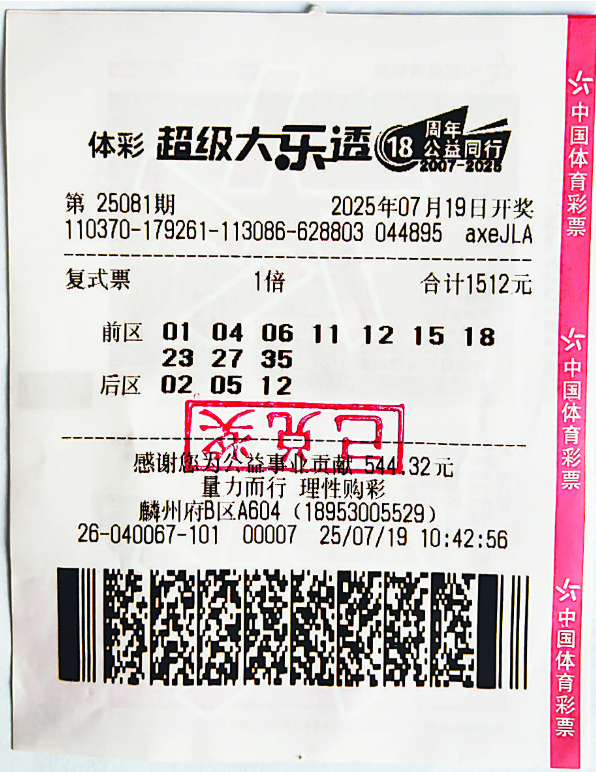 体彩 超级大乐透 18 周年 公益同行 2007-2025
第 25081期 2025年07月19日开奖
110370-179261-113086-628803 044895 axeJLA
复式票 1倍 合计1512元
前区 01 04 06 11 12 15 18
23 27 35
后区 02 05 12
已兑奖
感谢您为公益事业贡献 544.32元
量力而行 理性购彩
麟州府B区A604（18953005529）
26-040067-101 00007 25/07/19 10:42:56
中国体育彩票
中国体育彩票
中国体育彩票